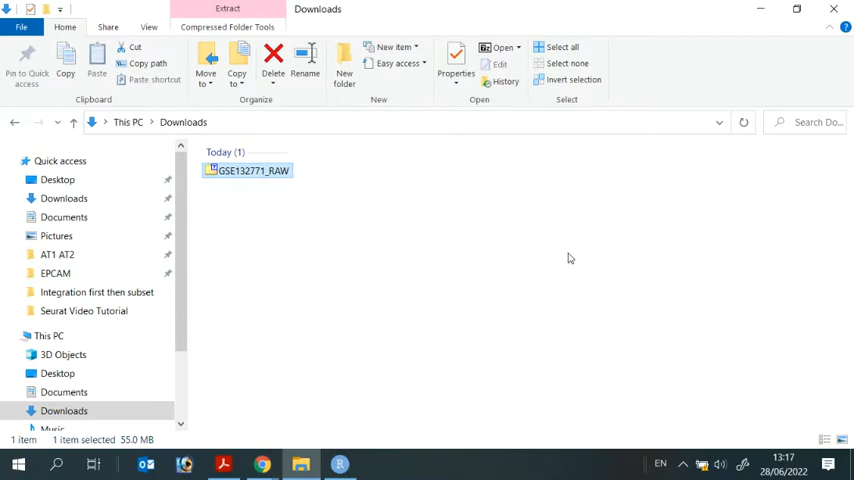 Extract
Downloads
File
Home
Share
View
Compressed Folder Tools
Pin to Quick access
Copy
Paste
Cut
Copy path
Paste shortcut
Clipboard
Move to
Copy to
Delete
Rename
Organize
New folder
New item
Easy access
New
Properties
Open
Edit
History
Open
Select all
Select none
Invert selection
Select
This PC
Downloads
Search Do...
Today (1)
GSE132771_RAW
Quick access
Desktop
Downloads
Documents
Pictures
AT1 AT2
EPCAM
Integration first then subset
Seurat Video Tutorial
This PC
3D Objects
Desktop
Documents
Downloads
Music
1 item
1 item selected 55.0 MB
EN
13:17
28/06/2022